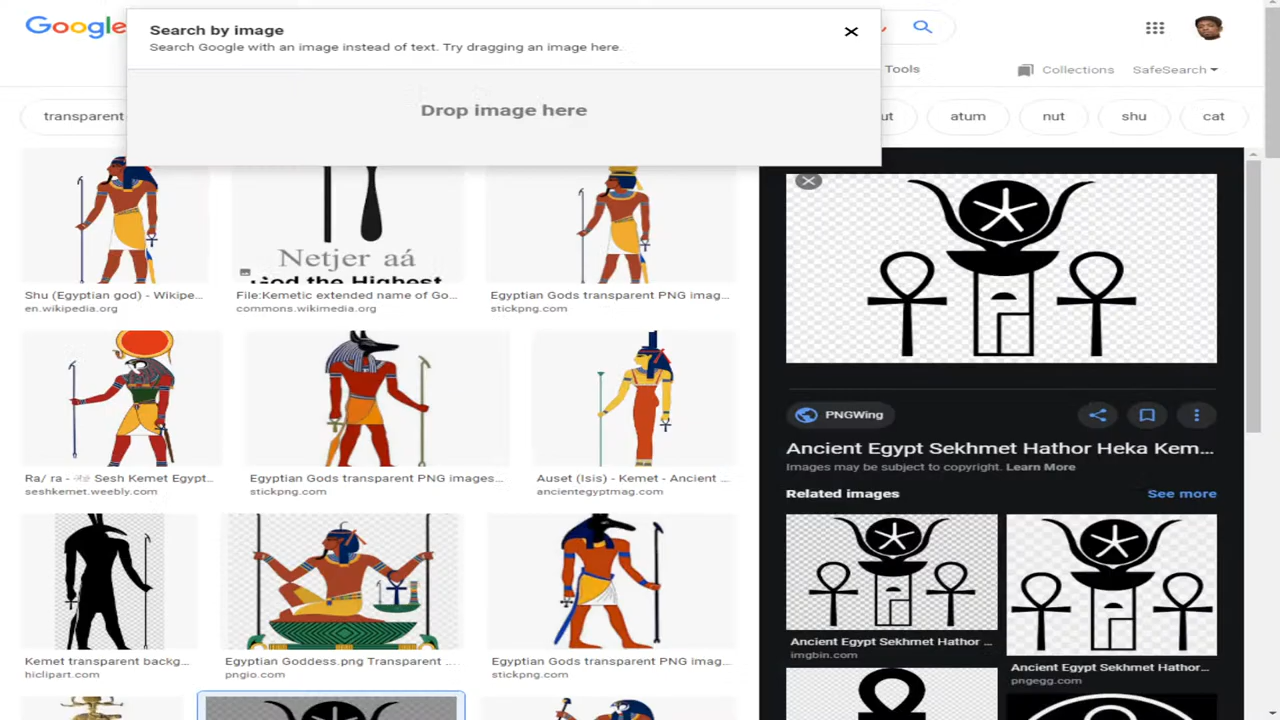 Google
Search by image
Search Google with an image instead of text. Try dragging an image here.
Drop image here
Tools
Collections
SafeSearch
transparent
ut
atum
nut
shu
cat
Shu (Egyptian god) - Wikipe...
en.wikipedia.org
Netjer aá
God the Highest
File:Kemetic extended name of Go...
commons.wikimedia.org
Egyptian Gods transparent PNG imag...
stickpng.com
Ra/ ra - Sesh Kemet Egypt...
seshkemet.weebly.com
Egyptian Gods transparent PNG images...
stickpng.com
Auset (Isis) - Kemet - Ancient ...
ancientegyptmag.com
Kemet transparent backg...
hiclipart.com
Egyptian Goddess.png Transparent ....
pngio.com
Egyptian Gods transparent PNG imag...
stickpng.com
PNGWing
Ancient Egypt Sekhmet Hathor Heka Kem...
Images may be subject to copyright. Learn More
Related images
See more
Ancient Egypt Sekhmet Hathor ...
imgbin.com
Ancient Egypt Sekhmet Hathor...
pngegg.com